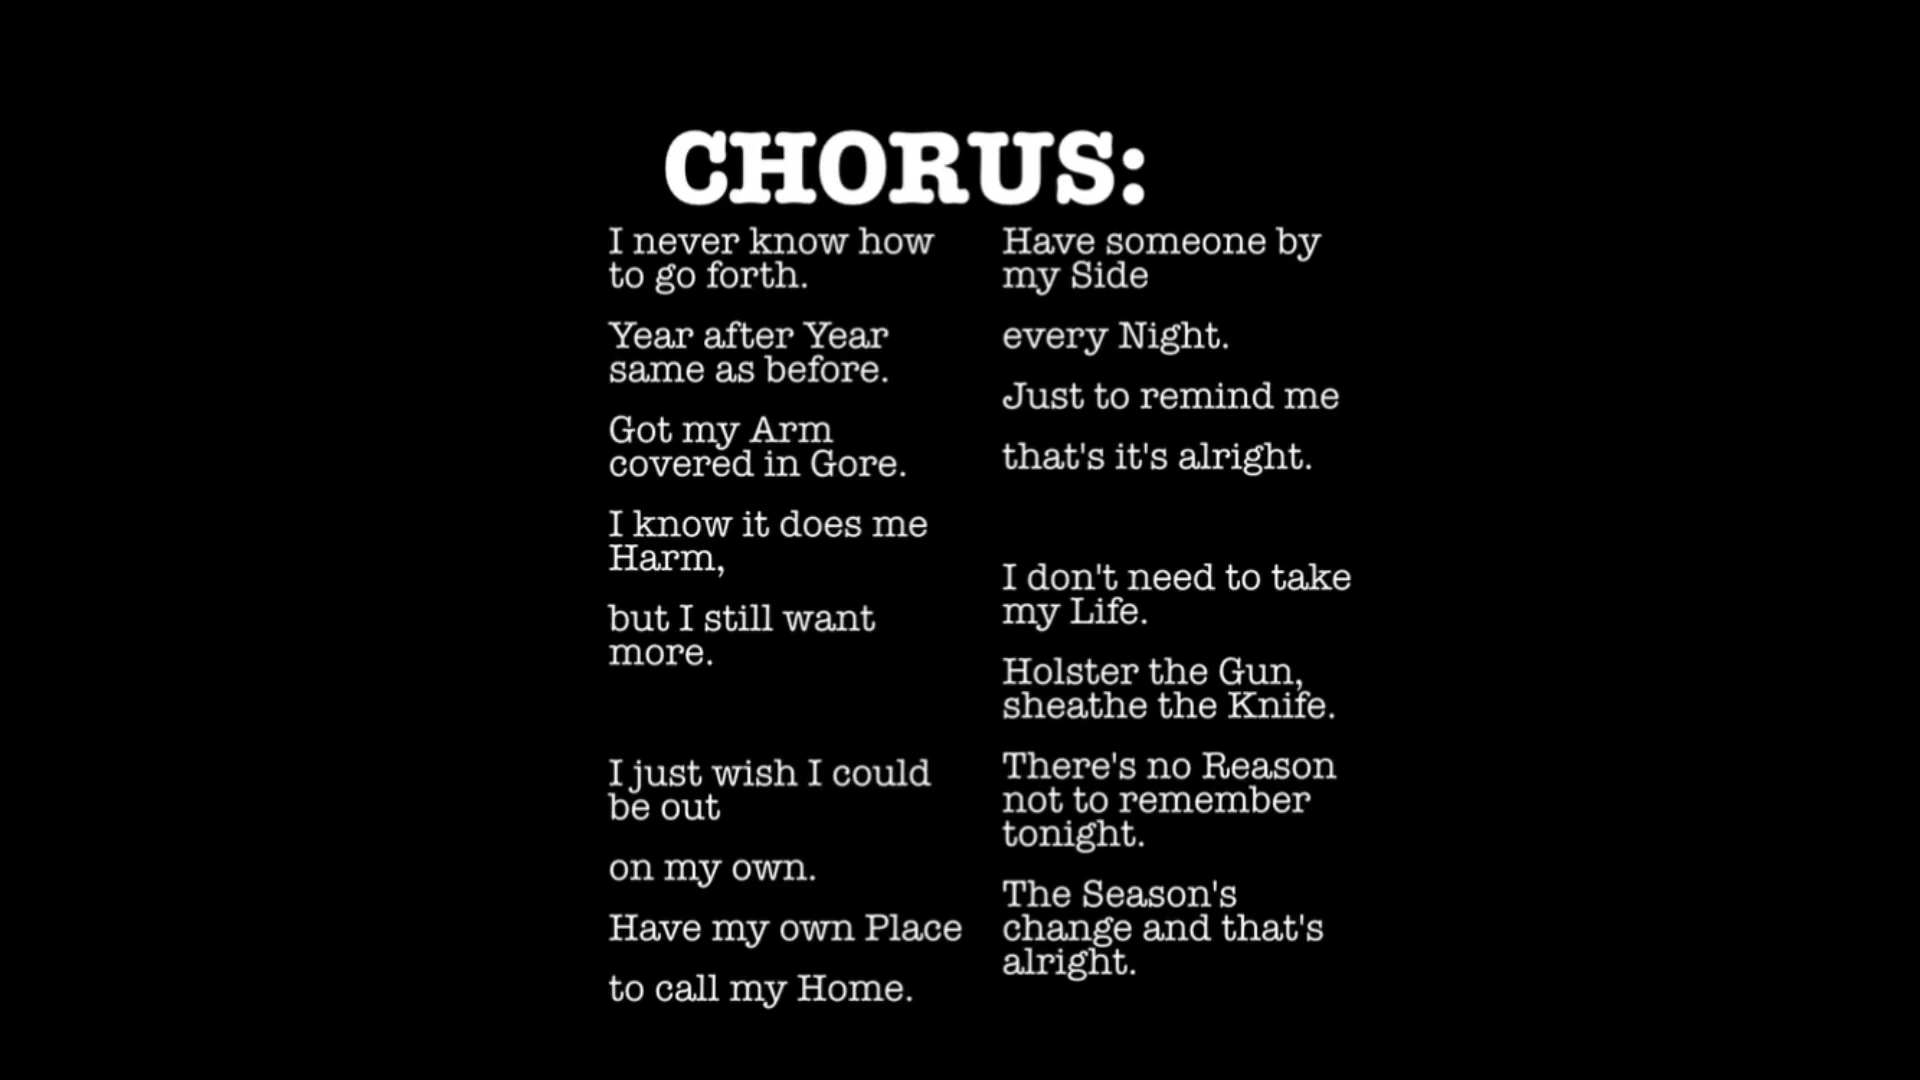 CHORUS:
I never know how
to go forth.
Year after Year
same as before.
Got my Arm
covered in Gore.
I know it does me
Harm,
but I still want
more.
I just wish I could
be out
on my own.
Have my own Place
to call my Home.
Have someone by
my Side
every Night.
Just to remind me
that's it's alright.
I don't need to take
my Life.
Holster the Gun,
sheathe the Knife.
There's no Reason
not to remember
tonight.
The Season's
change and that's
alright.